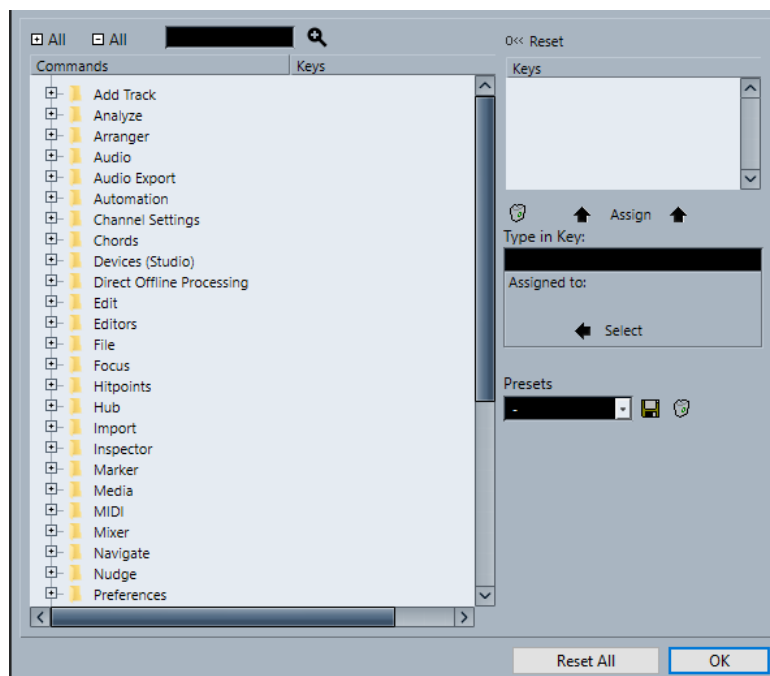 All All
Commands Keys
Add Track
Analyze
Arranger
Audio
Audio Export
Automation
Channel Settings
Chords
Devices (Studio)
Direct Offline Processing
Edit
Editors
File
Focus
Hitpoints
Hub
Import
Inspector
Marker
Media
MIDI
Mixer
Navigate
Nudge
Preferences
0<< Reset
Keys
Assign
Type in Key:
Assigned to:
Select
Presets
-
Reset All OK